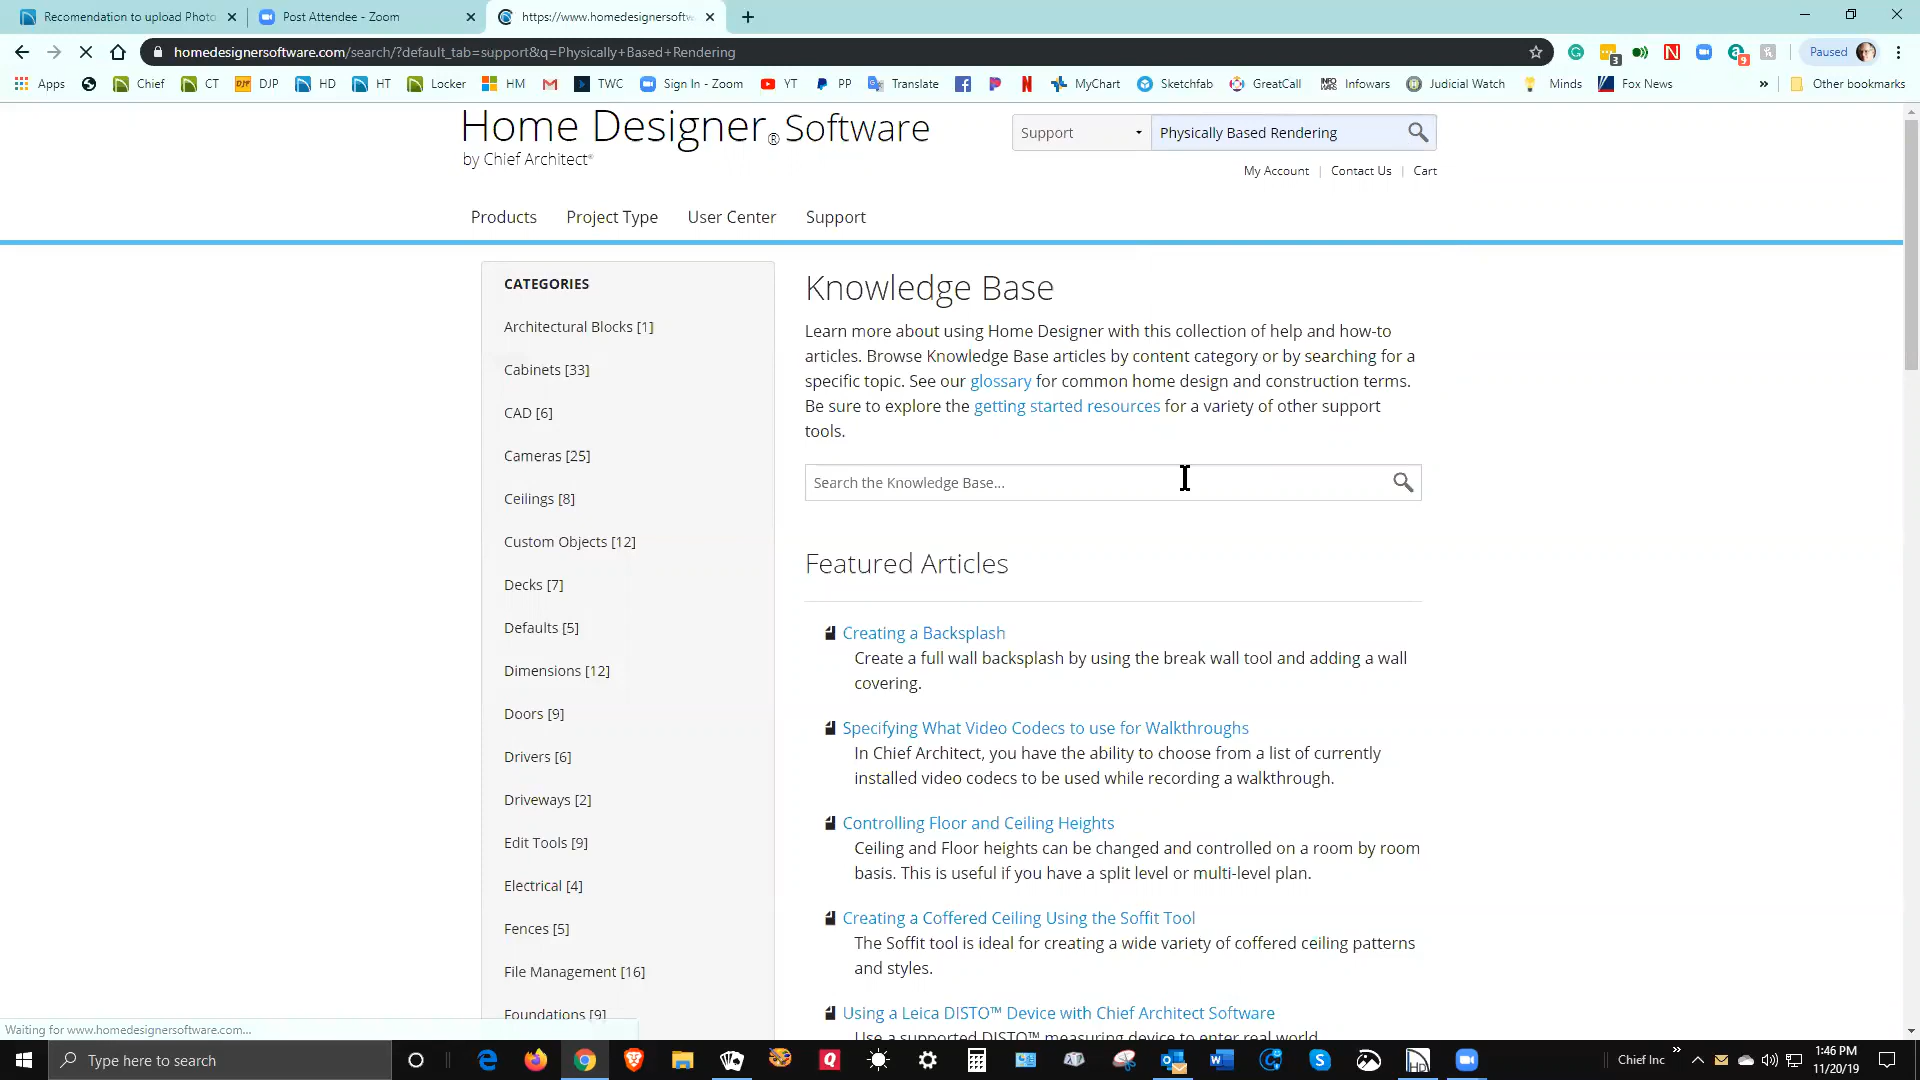 Recomendation to upload Photo
Post Attendee - Zoom
https://www.homedesignersoftw
homedesignersoftware.com/search/?default_tab=support&q=Physically+Based+Rendering
3
9
Paused
Apps
Chief
CT
DJP
HD
HT
Locker
HM
TWC
Sign In - Zoom
YT
PP
Translate
MyChart
Sketchfab
GreatCall
Infowars
Judicial Watch
Minds
Fox News
»
Other bookmarks
Home Designer® Software
by Chief Architect®
Support
Physically Based Rendering
My Account | Contact Us | Cart
Products
Project Type
User Center
Support
CATEGORIES
Architectural Blocks [1]
Cabinets [33]
CAD [6]
Cameras [25]
Ceilings [8]
Custom Objects [12]
Decks [7]
Defaults [5]
Dimensions [12]
Doors [9]
Drivers [6]
Driveways [2]
Edit Tools [9]
Electrical [4]
Fences [5]
File Management [16]
Foundations [9]
Knowledge Base
Learn more about using Home Designer with this collection of help and how-to
articles. Browse Knowledge Base articles by content category or by searching for a
specific topic. See our glossary for common home design and construction terms.
Be sure to explore the getting started resources for a variety of other support
tools.
Search the Knowledge Base...
Featured Articles
Creating a Backsplash
Create a full wall backsplash by using the break wall tool and adding a wall
covering.
Specifying What Video Codecs to use for Walkthroughs
In Chief Architect, you have the ability to choose from a list of currently
installed video codecs to be used while recording a walkthrough.
Controlling Floor and Ceiling Heights
Ceiling and Floor heights can be changed and controlled on a room by room
basis. This is useful if you have a split level or multi-level plan.
Creating a Coffered Ceiling Using the Soffit Tool
The Soffit tool is ideal for creating a wide variety of coffered ceiling patterns
and styles.
Using a Leica DISTO™ Device with Chief Architect Software
Use a supported DISTO™ measuring device to enter real world
Waiting for www.homedesignersoftware.com...
Type here to search
Chief Inc
»
1:46 PM
11/20/19